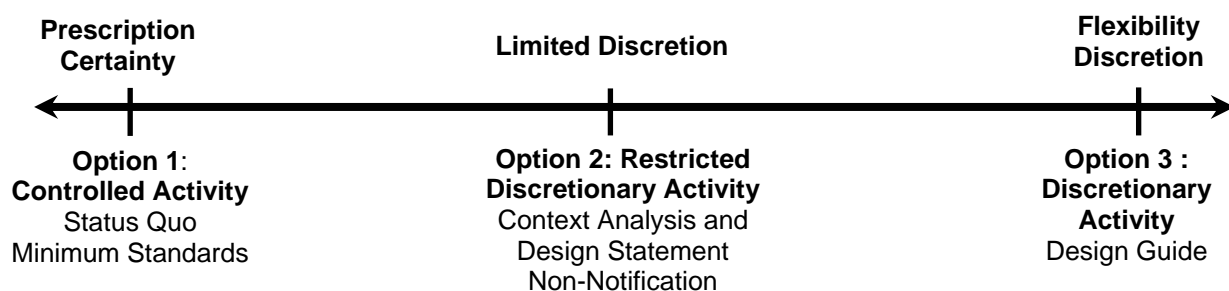 Prescription
Certainty
Limited Discretion
Flexibility
Discretion
Option 1:
Controlled Activity
Status Quo
Minimum Standards
Option 2: Restricted
Discretionary Activity
Context Analysis and
Design Statement
Non-Notification
Option 3 :
Discretionary
Activity
Design Guide